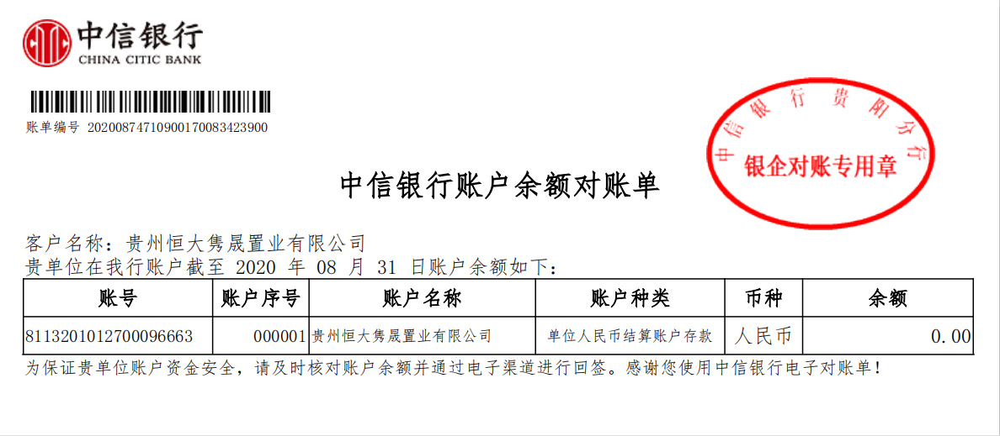 中信银行
CHINA CITIC BANK
账单编号 20200874710900170083423900
中信银行贵阳分行
银企对账专用章
中信银行账户余额对账单
客户名称：贵州恒大隽晟置业有限公司
贵单位在我行账户截至 2020 年 08 月 31 日账户余额如下：
账号 账户序号 账户名称 账户种类 币种 余额
8113201012700096663 000001 贵州恒大隽晟置业有限公司 单位人民币结算账户存款 人民币 0.00
为保证贵单位账户资金安全，请及时核对账户余额并通过电子渠道进行回签。感谢您使用中信银行电子对账单！